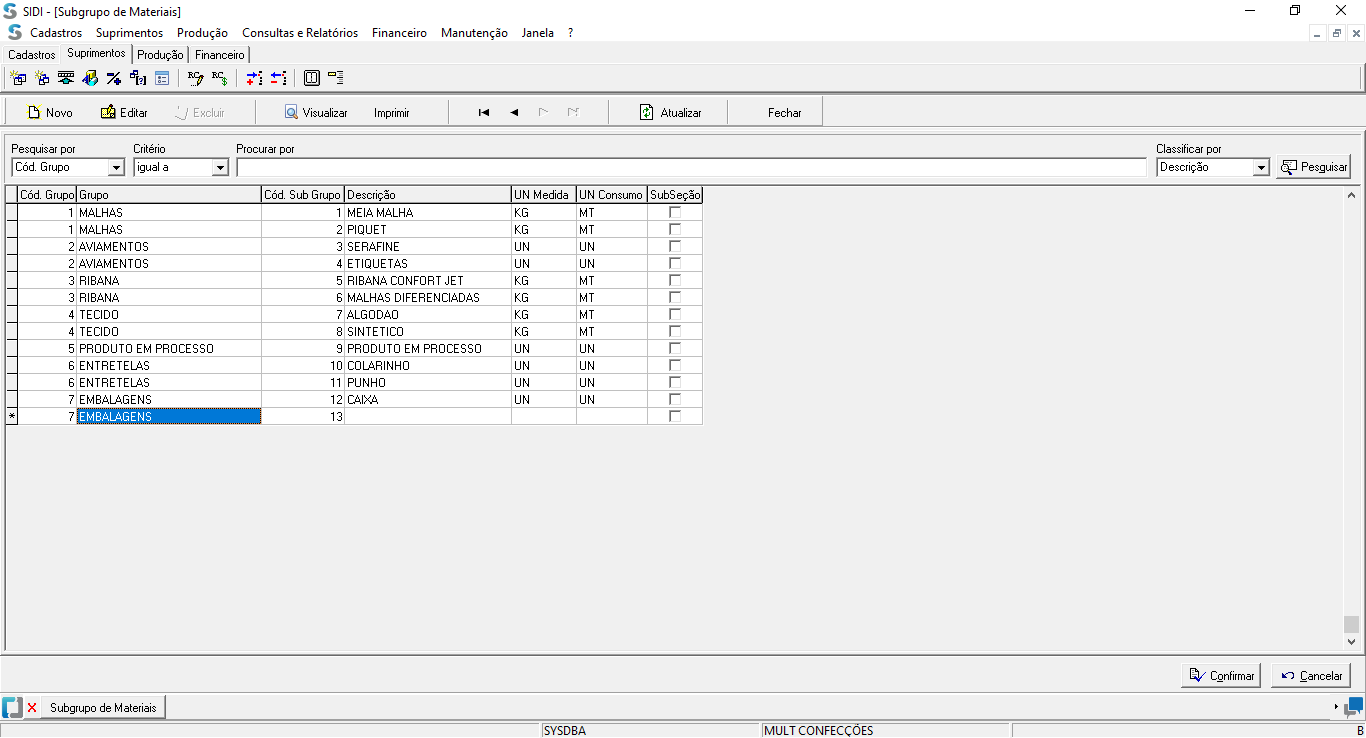 SIDI - [Subgrupo de Materiais]
Cadastros Suprimentos Produção Consultas e Relatórios Financeiro Manutenção Janela ?
Cadastros Suprimentos Produção Financeiro
Novo Editar Excluir Visualizar Imprimir Atualizar Fechar
Pesquisar por Critério Procurar por Classificar por
Cód. Grupo igual a Descrição Pesquisar
Cód. Grupo Grupo Cód. Sub Grupo Descrição UN Medida UN Consumo SubSeção
1 MALHAS 1 MEIA MALHA KG MT
1 MALHAS 2 PIQUET KG MT
2 AVIAMENTOS 3 SERAFINE UN UN
2 AVIAMENTOS 4 ETIQUETAS UN UN
3 RIBANA 5 RIBANA CONFORT JET KG MT
3 RIBANA 6 MALHAS DIFERENCIADAS KG MT
4 TECIDO 7 ALGODAO KG MT
4 TECIDO 8 SINTETICO KG MT
5 PRODUTO EM PROCESSO 9 PRODUTO EM PROCESSO UN UN
6 ENTRETELAS 10 COLARINHO UN UN
6 ENTRETELAS 11 PUNHO UN UN
7 EMBALAGENS 12 CAIXA UN UN
* 7 EMBALAGENS 13
Confirmar Cancelar
Subgrupo de Materiais
SYSDBA MULT CONFECÇÕES B